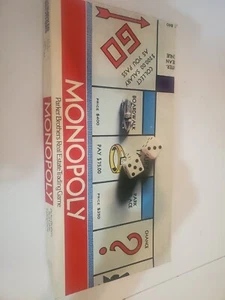 MONOPOLY
Parker Brothers Real Estate Trading Game
MONOPOLY
GO
COLLECT
$200.00 SALARY
AS YOU PASS
BOARDWALK
PRICE $400
PAY $75.00
PARK
PLACE
PRICE $350
CHANCE
?